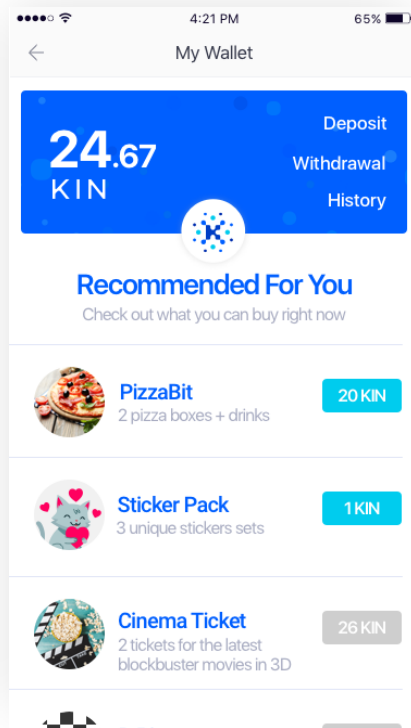 4:21 PM
65%
My Wallet
24.67
KIN
Deposit
Withdrawal
History
Recommended For You
Check out what you can buy right now
PizzaBit
2 pizza boxes + drinks
20 KIN
Sticker Pack
3 unique stickers sets
1 KIN
Cinema Ticket
2 tickets for the latest
blockbuster movies in 3D
26 KIN